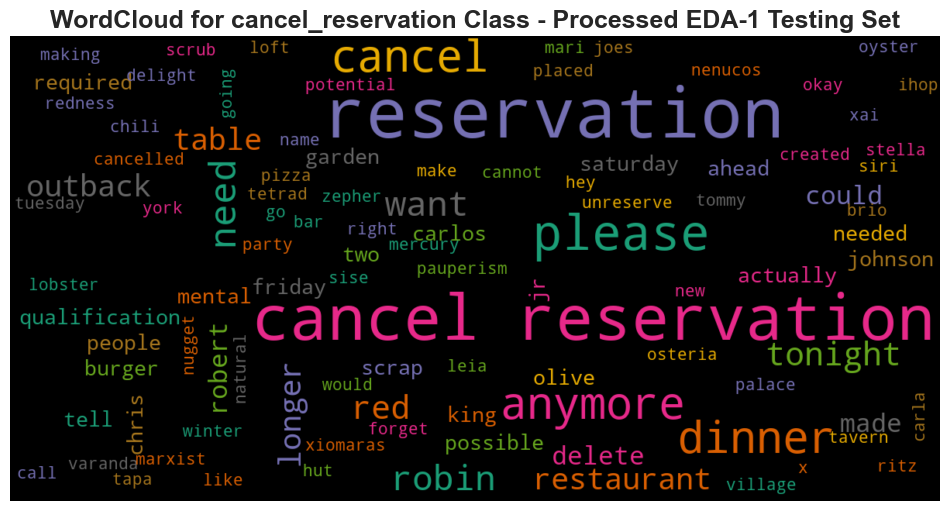 WordCloud for cancel_reservation Class - Processed EDA-1 Testing Set
making scrub loft cancel mari joes oyster
required delight going potential placed nenucos okay ihop
redness reservation xai
chili table name created stella
cancelled garden saturday ahead siri
outback need pizza make cannot hey
tuesday york tetrad zepher want unreserve tommy could brio
go bar right carlos please needed
party two mercury johnson
lobster sise pauperism actually
mental friday jr new
qualification cancel reservation
people nugget robert natural osteria tonight
burger longer scrap leia olive palace
tell chris would anymore carla
winter red king made
xiomaras forget possible dinner tavern
varanda marxist delete
call tapa like hut robin restaurant village x ritz